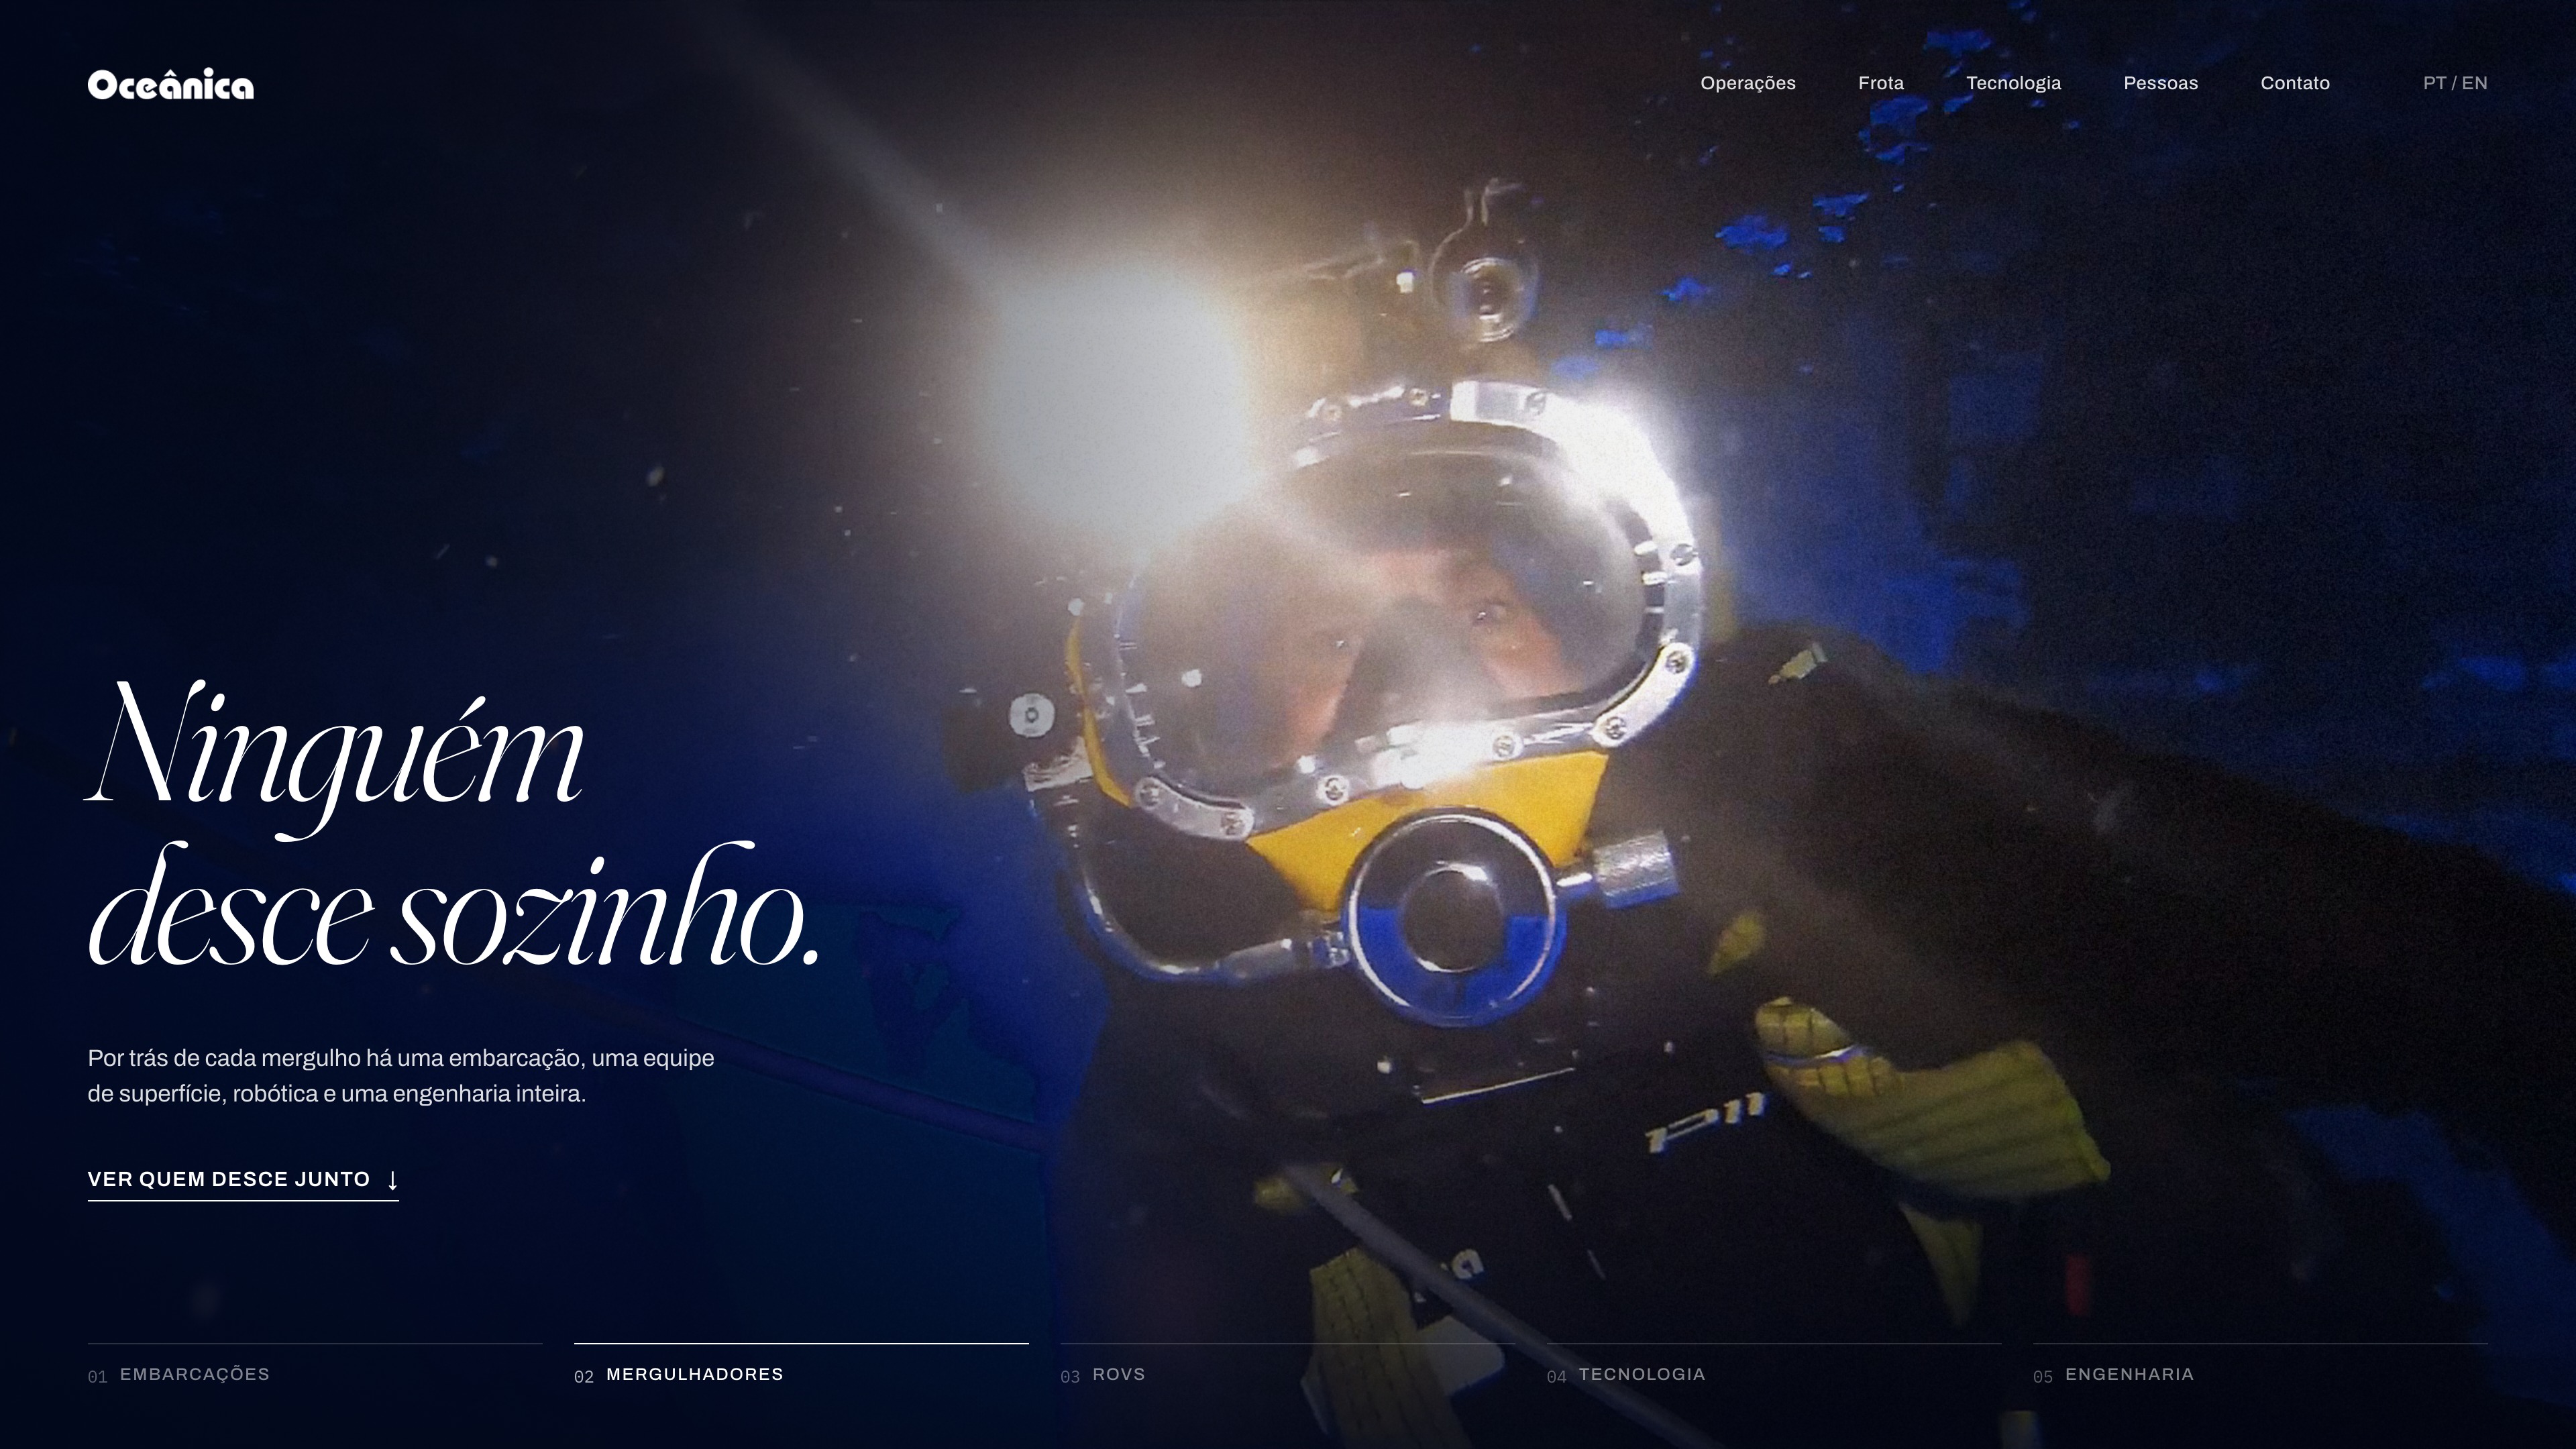 Oceânica
Operações Frota Tecnologia Pessoas Contato PT / EN
Ninguém
desce sozinho.
Por trás de cada mergulho há uma embarcação, uma equipe
de superfície, robótica e uma engenharia inteira.
VER QUEM DESCE JUNTO ↓
01 EMBARCAÇÕES
02 MERGULHADORES
03 ROVS
04 TECNOLOGIA
05 ENGENHARIA